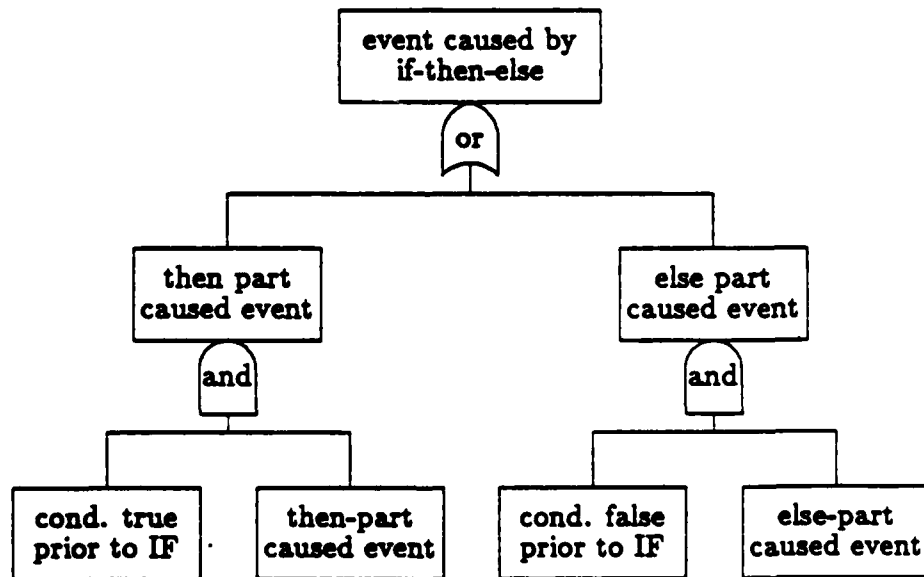 event caused by
if-then-else
or
then part
caused event
else part
caused event
and
and
cond. true
prior to IF
then-part
caused event
cond. false
prior to IF
else-part
caused event